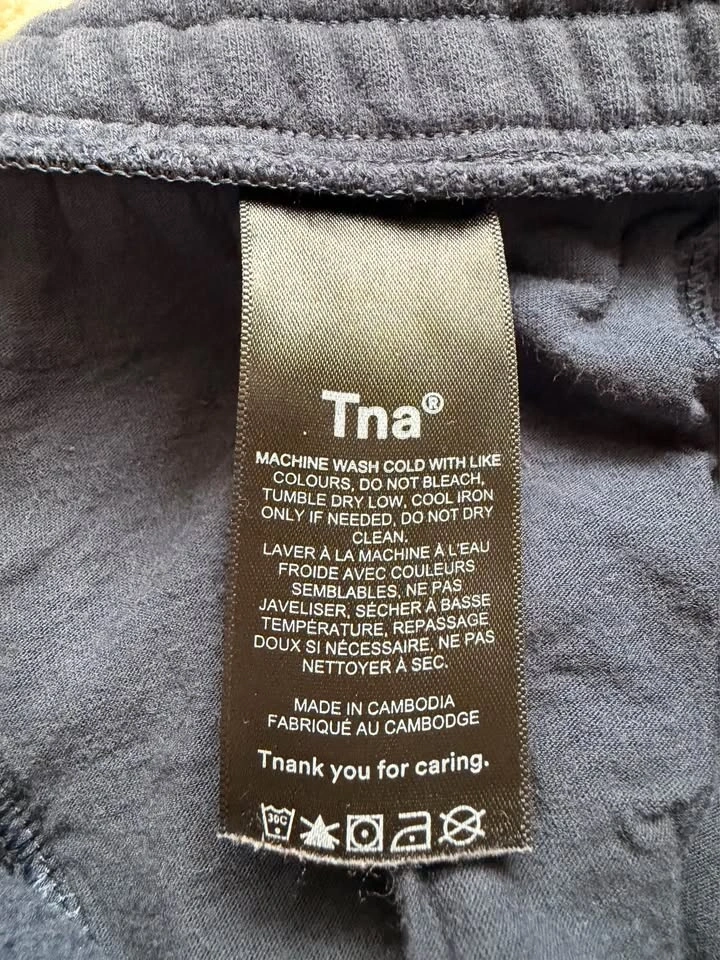 Tna®
MACHINE WASH COLD WITH LIKE
COLOURS, DO NOT BLEACH,
TUMBLE DRY LOW, COOL IRON
ONLY IF NEEDED, DO NOT DRY
CLEAN.
LAVER À LA MACHINE À L'EAU
FROIDE AVEC COULEURS
SEMBLABLES, NE PAS
JAVELISER, SÉCHER À BASSE
TEMPÉRATURE, REPASSAGE
DOUX SI NÉCESSAIRE, NE PAS
NETTOYER À SEC.
MADE IN CAMBODIA
FABRIQUÉ AU CAMBODGE
Tnank you for caring.
30C